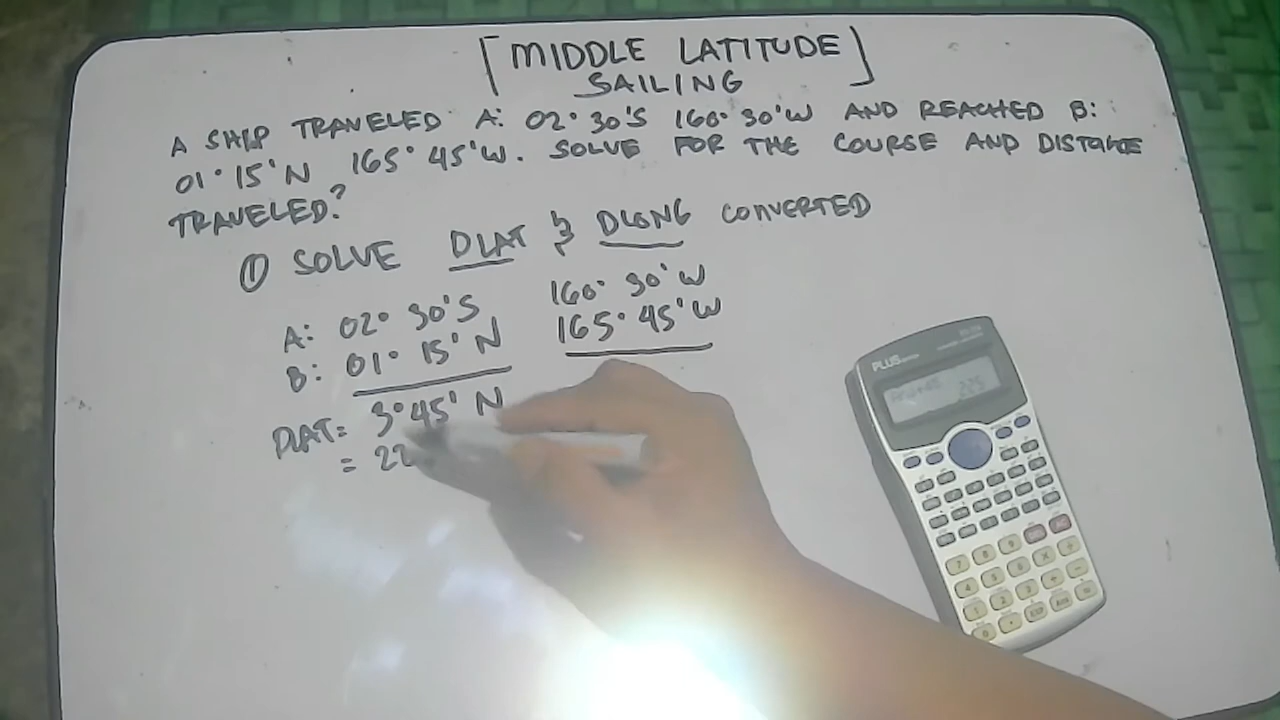 [MIDDLE LATITUDE
SAILING]
A SHIP TRAVELED A: 02° 30'S 160° 30'W AND REACHED B:
01° 15'N 165° 45'W. SOLVE FOR THE COURSE AND DISTANCE
TRAVELED?
① SOLVE DLAT & DLONG CONVERTED
A: 02° 30'S 160° 30'W
B: 01° 15'N 165° 45'W
DLAT= 3° 45' N
= 22
PLUS
225